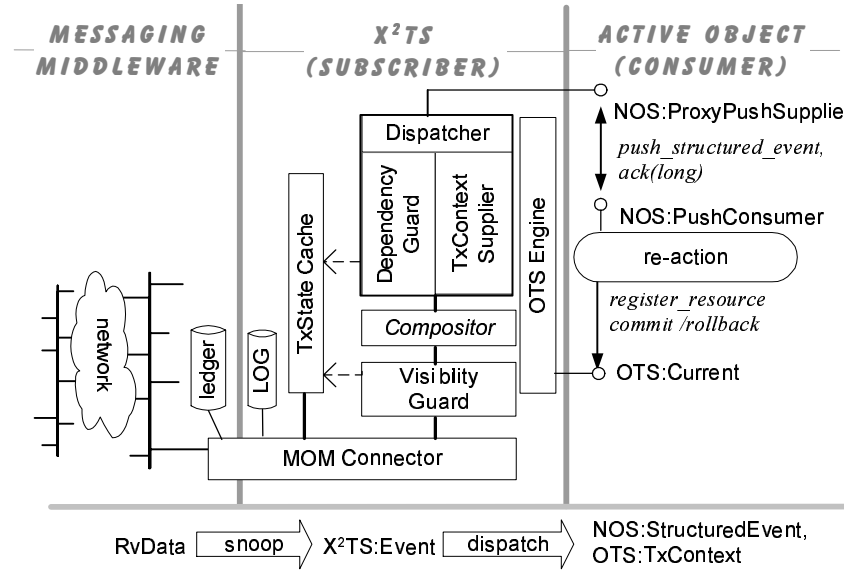 MESSAGING
MIDDLEWARE
X²TS
(SUBSCRIBER)
ACTIVE OBJECT
(CONSUMER)
NOS:ProxyPushSupplie
Dispatcher
push_structured_event,
ack(long)
Dependency
Guard
TxContext
Supplier
OTS Engine
TxState Cache
NOS:PushConsumer
re-action
register_resource
commit /rollback
Compositor
network
ledger
LOG
Visiblity
Guard
OTS:Current
MOM Connector
RvData
snoop
X²TS:Event
dispatch
NOS:StructuredEvent,
OTS:TxContext